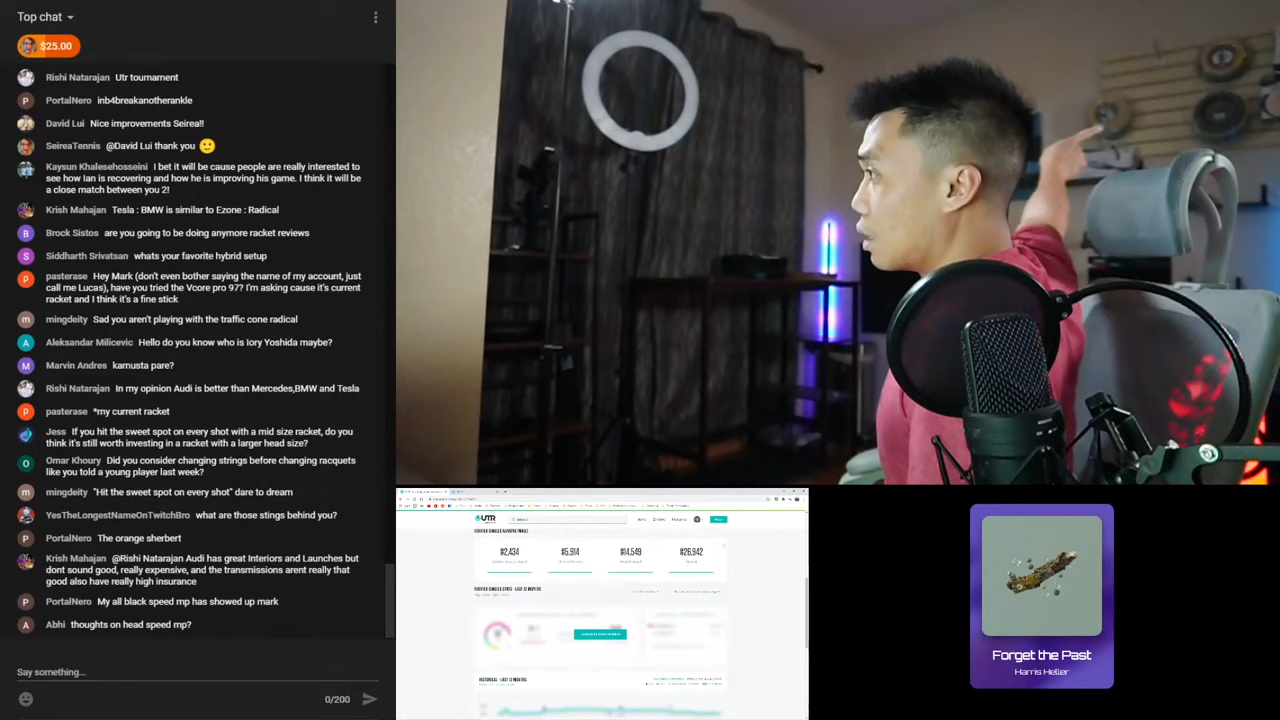 Top chat
$25.00
Rishi Natarajan Utr tournament
PortalNero inb4breakanotherankle
David Lui Nice improvements Seirea!!
SeireaTennis @David Lui thank you 🙂
Kaysun Khalesehosseini I bet it will be cause people are really interested to
see how Ian is recovering and how he is improving his game. I think it will be
a close match between you 2!
Krish Mahajan Tesla : BMW is similar to Ezone : Radical
Brock Sistos are you going to be doing anymore racket reviews
Siddharth Srivatsan whats your favorite hybrid setup
pasterase Hey Mark (don't even bother saying the name of my account, just
call me Lucas), have you tried the Vcore pro 97? I'm asking cause it's current
racket and I think it's a fine stick
mingdeity Sad you aren't playing with the traffic cone radical
Aleksandar Milicevic Hello do you know who is Iory Yoshida maybe?
Marvin Andres kamusta pare?
Rishi Natarajan In my opinion Audi is better than Mercedes,BMW and Tesla
pasterase *my current racket
Jess If you hit the sweet spot on every shot with a mid size racket, do you
think it's still worth investing in a racket with a larger head size?
Omar Khoury Did you consider changing strings before changing racquets
like you told a young player last week?
mingdeity "Hit the sweet spots on every shot" dare to dream
YesThatGeorgeNamTwitchBro what are those strings behind you?
PortalNero The orange sherbert
Krish Mahajan @Rishi Natarajan Audi has great Interiors and Launches but
dont sound good, really expensive, and the transmissions arent really that
good also have really high insurance
PortalNero My all black speed mp has showed up mark
Abhi thoughts on head speed mp?
Say something...
0/200
UTR
#2,434
#5,914
#14,549
#26,942
VERIFIED SINGLES STATS - LAST 12 MONTHS
HISTORICAL - LAST 12 MONTHS
Forget the Past
Harris Heller